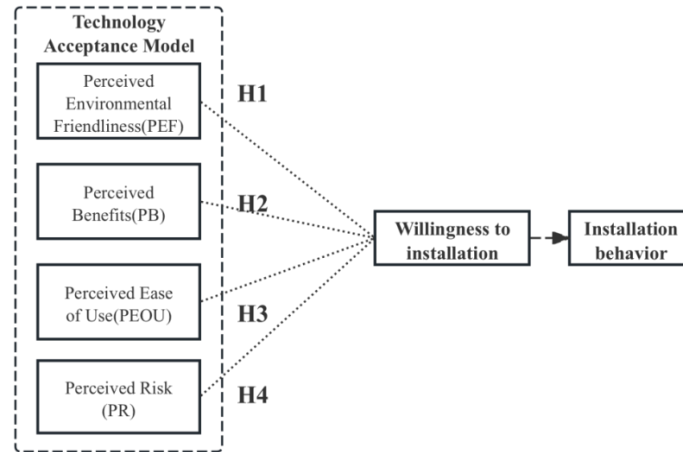 Technology
Acceptance Model
Perceived
Environmental
Friendliness(PEF)
H1
Perceived
Benefits(PB)
H2
Willingness to
installation
Installation
behavior
Perceived Ease
of Use(PEOU)
H3
Perceived Risk
(PR)
H4